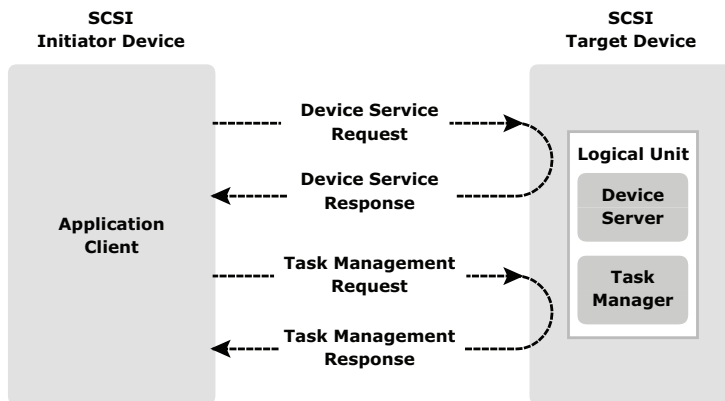 SCSI
Initiator Device
SCSI
Target Device
Device Service
Request
Logical Unit
Device Service
Response
Device
Server
Application
Client
Task Management
Request
Task
Manager
Task Management
Response